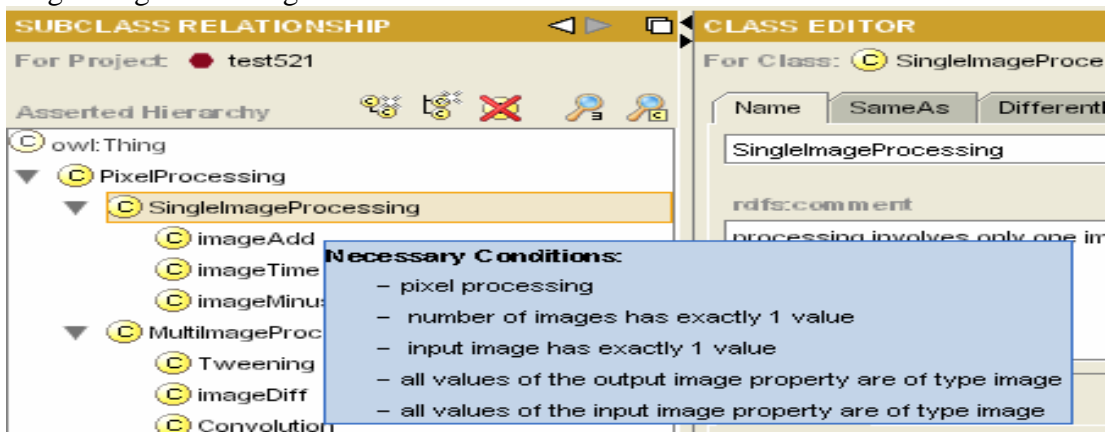 SUBCLASS RELATIONSHIP
For Project: test521
Asserted Hierarchy
owl:Thing
PixelProcessing
SingleImageProcessing
imageAdd
imageTime
imageMinus
MultiImageProc
Tweening
imageDiff
Convolution
Necessary Conditions:
– pixel processing
– number of images has exactly 1 value
– input image has exactly 1 value
– all values of the output image property are of type image
– all values of the input image property are of type image
CLASS EDITOR
For Class: C SingleImageProce
Name SameAs Different
SingleImageProcessing
rdfs:comment
processing involves only one im